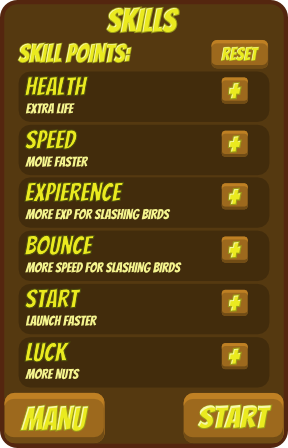 SKILLS
SKILL POINTS:
RESET
HEALTH
+
EXTRA LIFE
SPEED
+
MOVE FASTER
EXPIERENCE
+
MORE EXP FOR SLASHING BIRDS
BOUNCE
+
MORE SPEED FOR SLASHING BIRDS
START
+
LAUNCH FASTER
LUCK
+
MORE NUTS
MANU
START